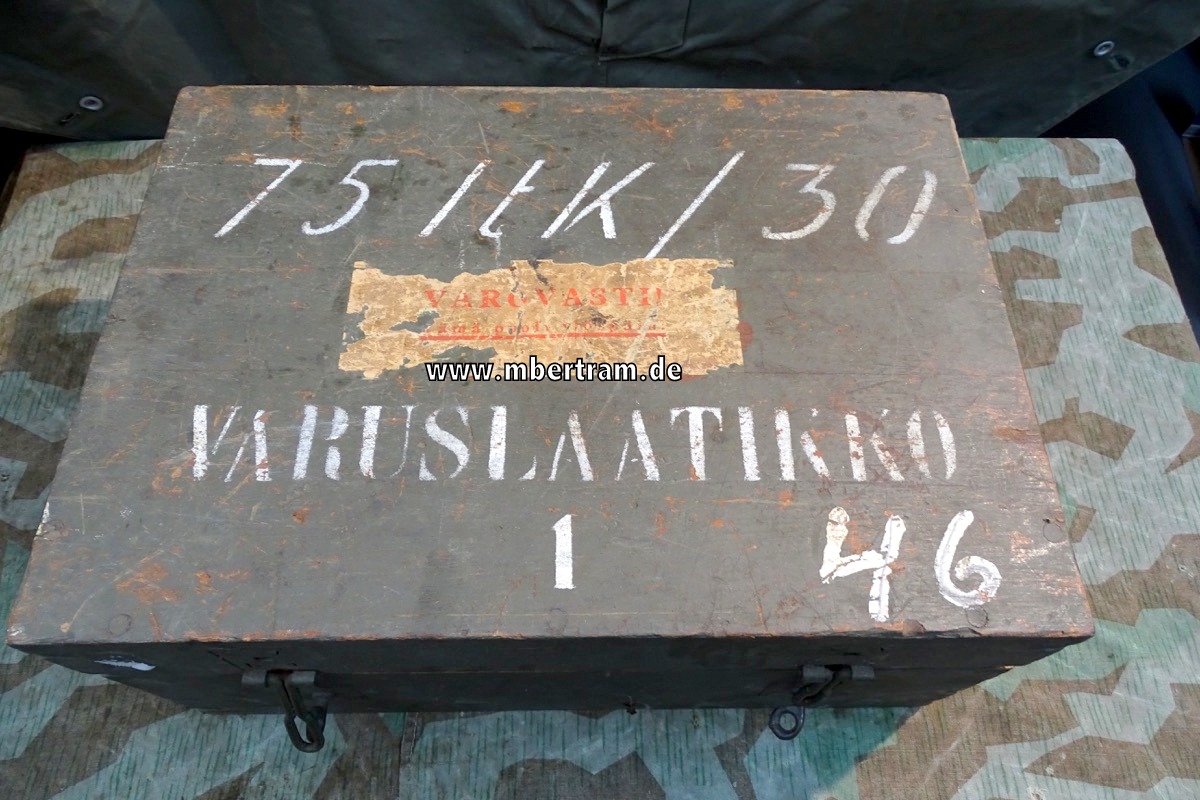 75 ItK/30
VAROVASTI!
www.mbertram.de
VARUSLAATIKKO
1 46